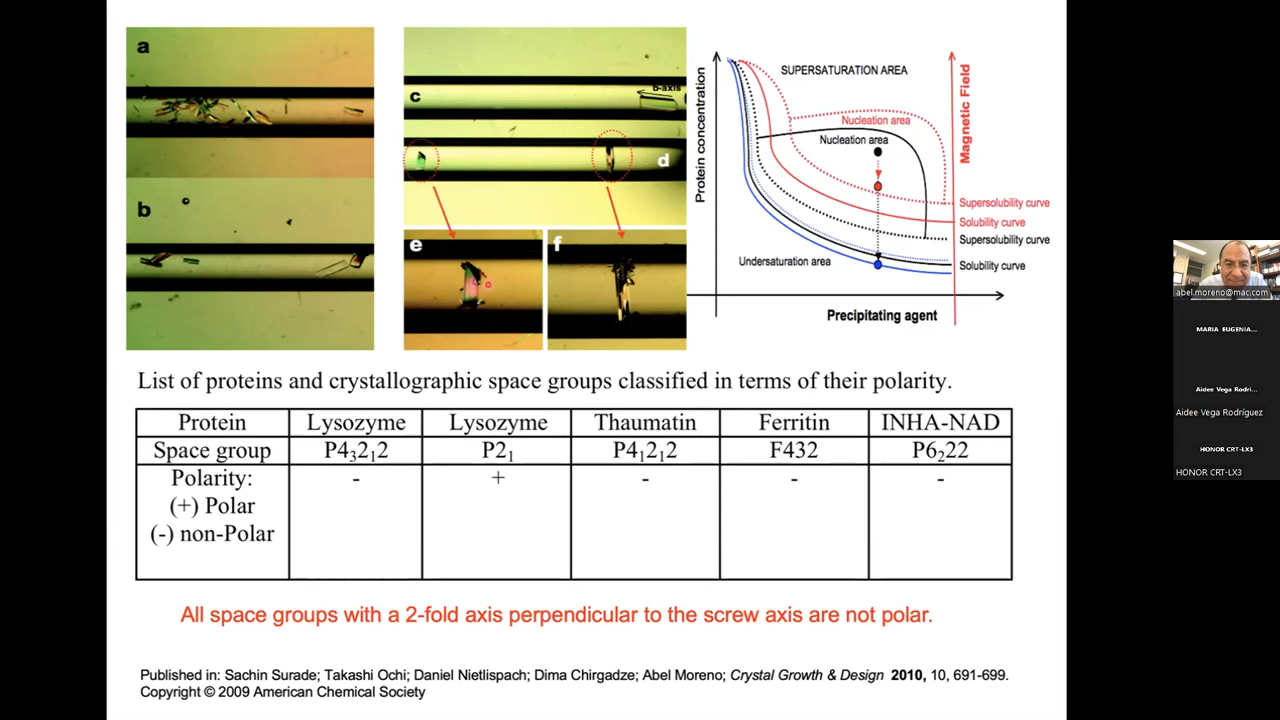 a
b
c
b-axis
d
e
f
Protein concentration
SUPERSATURATION AREA
Nucleation area
Nucleation area
Magnetic Field
Supersolubility curve
Solubility curve
Supersolubility curve
Undersaturation area
Solubility curve
Precipitating agent
List of proteins and crystallographic space groups classified in terms of their polarity.
Protein Lysozyme Lysozyme Thaumatin Ferritin INHA-NAD
Space group P4₃2₁2 P2₁ P4₁2₁2 F432 P6₂22
Polarity: - + - - -
(+) Polar
(-) non-Polar
All space groups with a 2-fold axis perpendicular to the screw axis are not polar.
Published in: Sachin Surade; Takashi Ochi; Daniel Nietlispach; Dima Chirgadze; Abel Moreno; Crystal Growth & Design 2010, 10, 691-699.
Copyright © 2009 American Chemical Society
abel.moreno@mac.com
MARIA EUGENIA...
Aidee Vega Rodri...
Aidee Vega Rodríguez
HONOR CRT-LX3
HONOR CRT-LX3